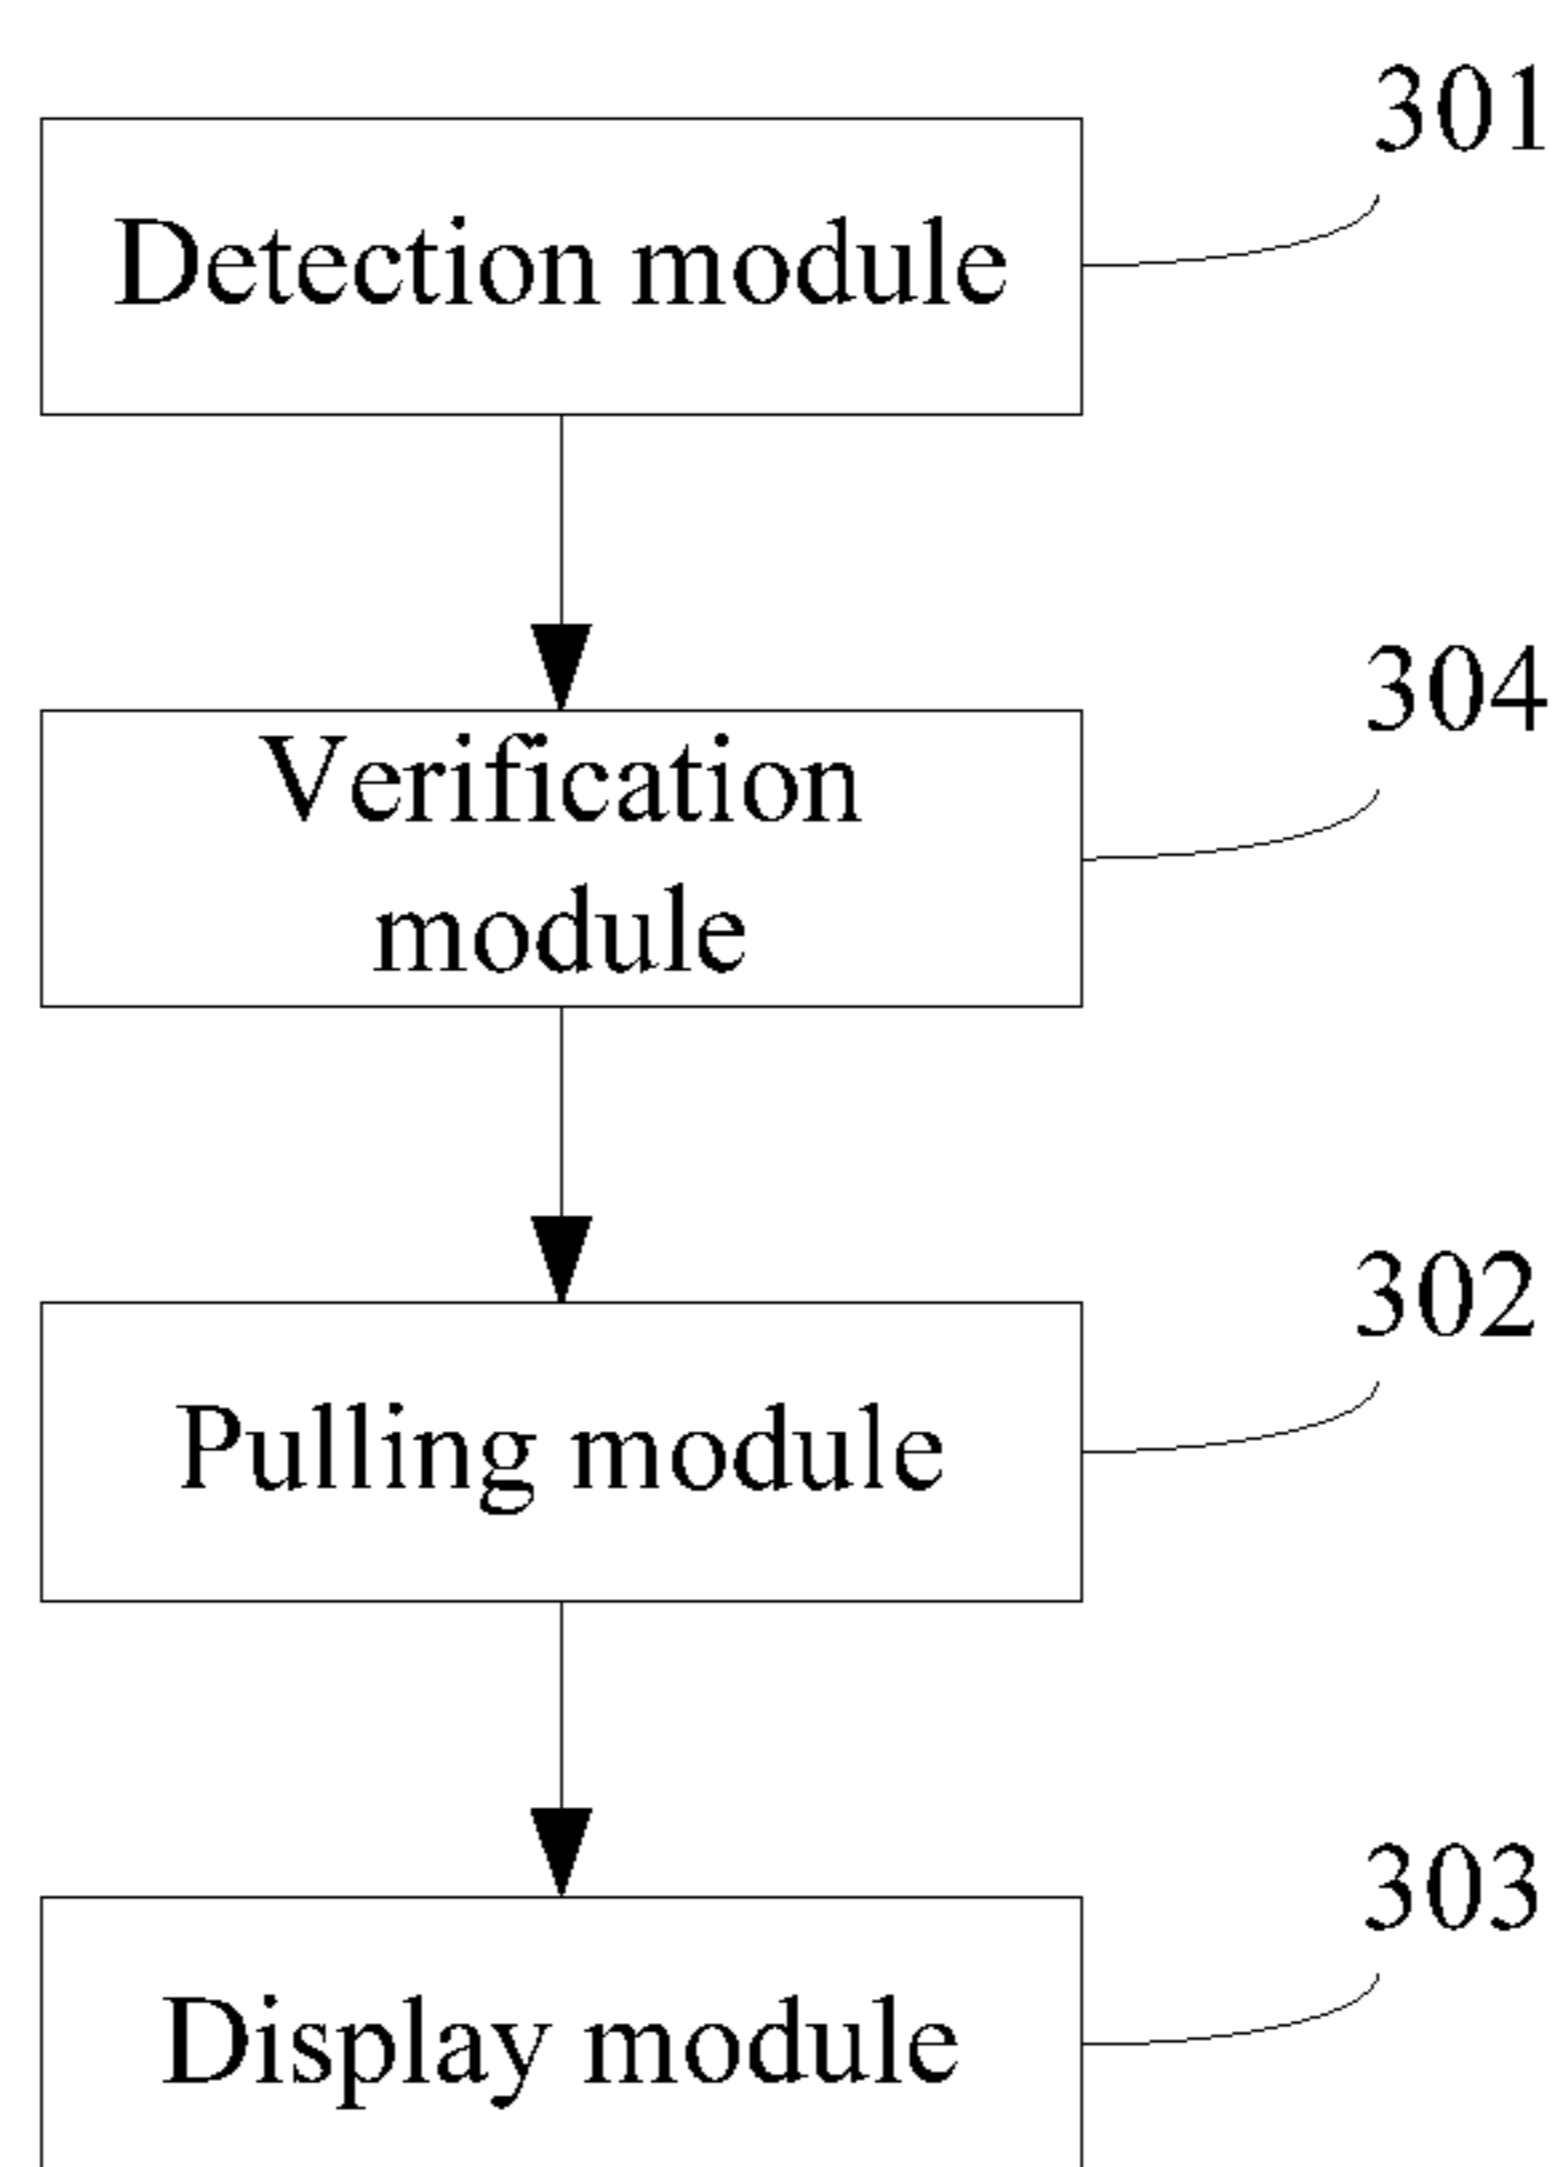 301
Detection module
304
Verification
module
302
Pulling module
303
Display module